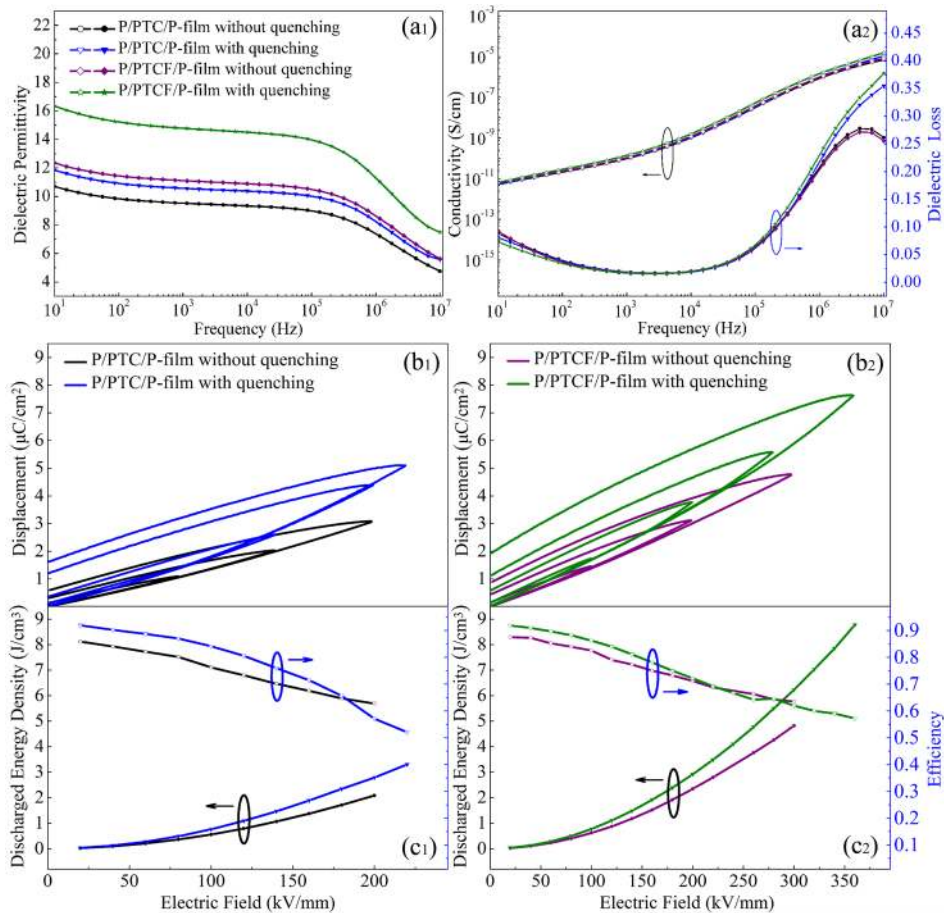 (a1)
P/PTC/P-film without quenching
P/PTC/P-film with quenching
P/PTCF/P-film without quenching
P/PTCF/P-film with quenching
22
20
18
16
14
12
10
8
6
4
Dielectric Permittivity
10^1 10^2 10^3 10^4 10^5 10^6 10^7
Frequency (Hz)
(a2)
10^-5
10^-7
10^-9
10^-11
10^-13
10^-15
Conductivity (S/cm)
0.45
0.40
0.35
0.30
0.25
0.20
0.15
0.10
0.05
0.00
Dielectric Loss
10^1 10^2 10^3 10^4 10^5 10^6 10^7
Frequency (Hz)
(b1)
P/PTC/P-film without quenching
P/PTC/P-film with quenching
9
8
7
6
5
4
3
2
1
Displacement (μC/cm²)
(b2)
P/PTCF/P-film without quenching
P/PTCF/P-film with quenching
9
8
7
6
5
4
3
2
1
Displacement (μC/cm²)
9
8
7
6
5
4
3
2
1
0
Discharged Energy Density (J/cm³)
(c1)
0 50 100 150 200
Electric Field (kV/mm)
9
8
7
6
5
4
3
2
1
0
Discharged Energy Density (J/cm³)
0.9
0.8
0.7
0.6
0.5
0.4
0.3
0.2
0.1
Efficiency
(c2)
0 50 100 150 200 250 300 350
Electric Field (kV/mm)